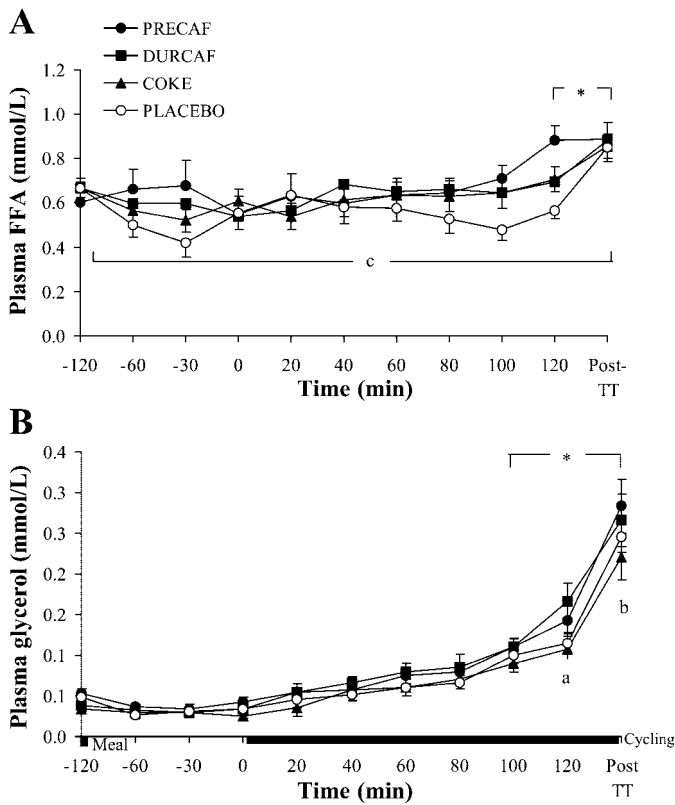 A
PRECAF
DURCAF
COKE
PLACEBO
Plasma FFA (mmol/L)
1.2
1.0
0.8
0.6
0.4
0.2
0.0
*
c
-120 -60 -30 0 20 40 60 80 100 120 Post-
TT
Time (min)
B
Plasma glycerol (mmol/L)
0.4
0.3
0.3
0.2
0.2
0.1
0.1
0.0
*
b
a
Meal
Cycling
-120 -60 -30 0 20 40 60 80 100 120 Post
TT
Time (min)